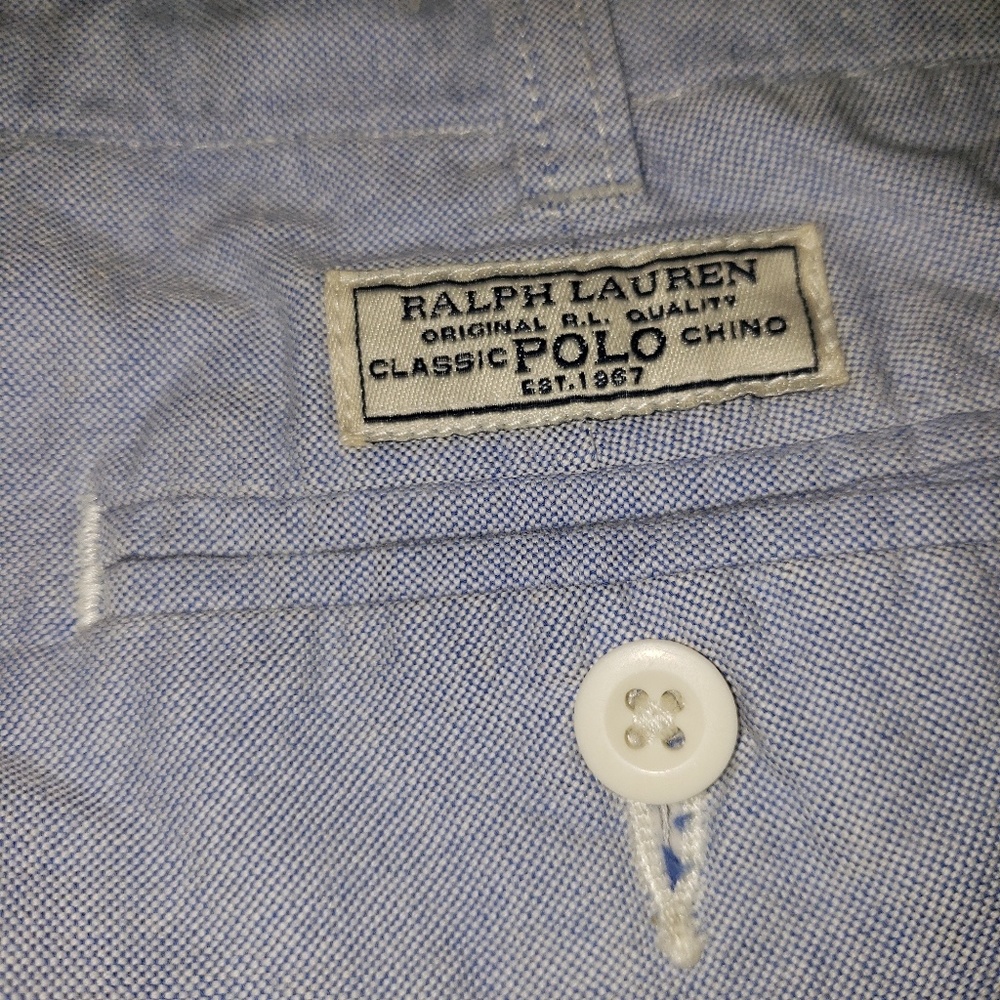 RALPH LAUREN
ORIGINAL R.L. QUALITY
CLASSIC POLO CHINO
EST. 1967